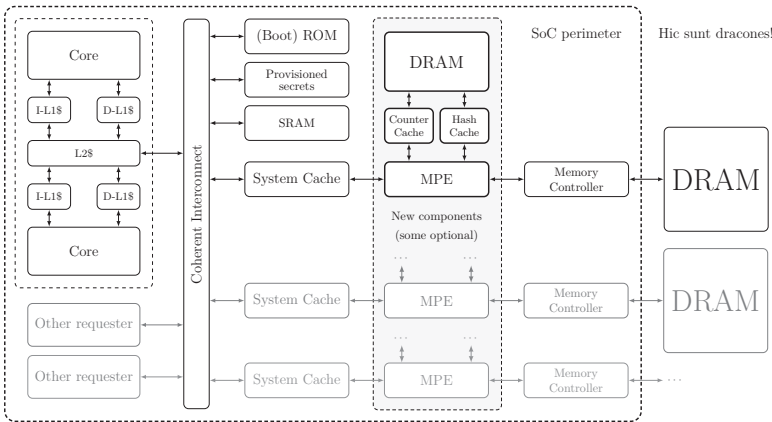 SoC perimeter
Hic sunt dracones!
Core
I-L1$
D-L1$
L2$
I-L1$
D-L1$
Core
Other requester
Other requester
Coherent Interconnect
(Boot) ROM
Provisioned
secrets
SRAM
System Cache
DRAM
Counter
Cache
Hash
Cache
MPE
New components
(some optional)
Memory
Controller
DRAM
System Cache
...
...
MPE
Memory
Controller
DRAM
System Cache
...
...
MPE
Memory
Controller
...